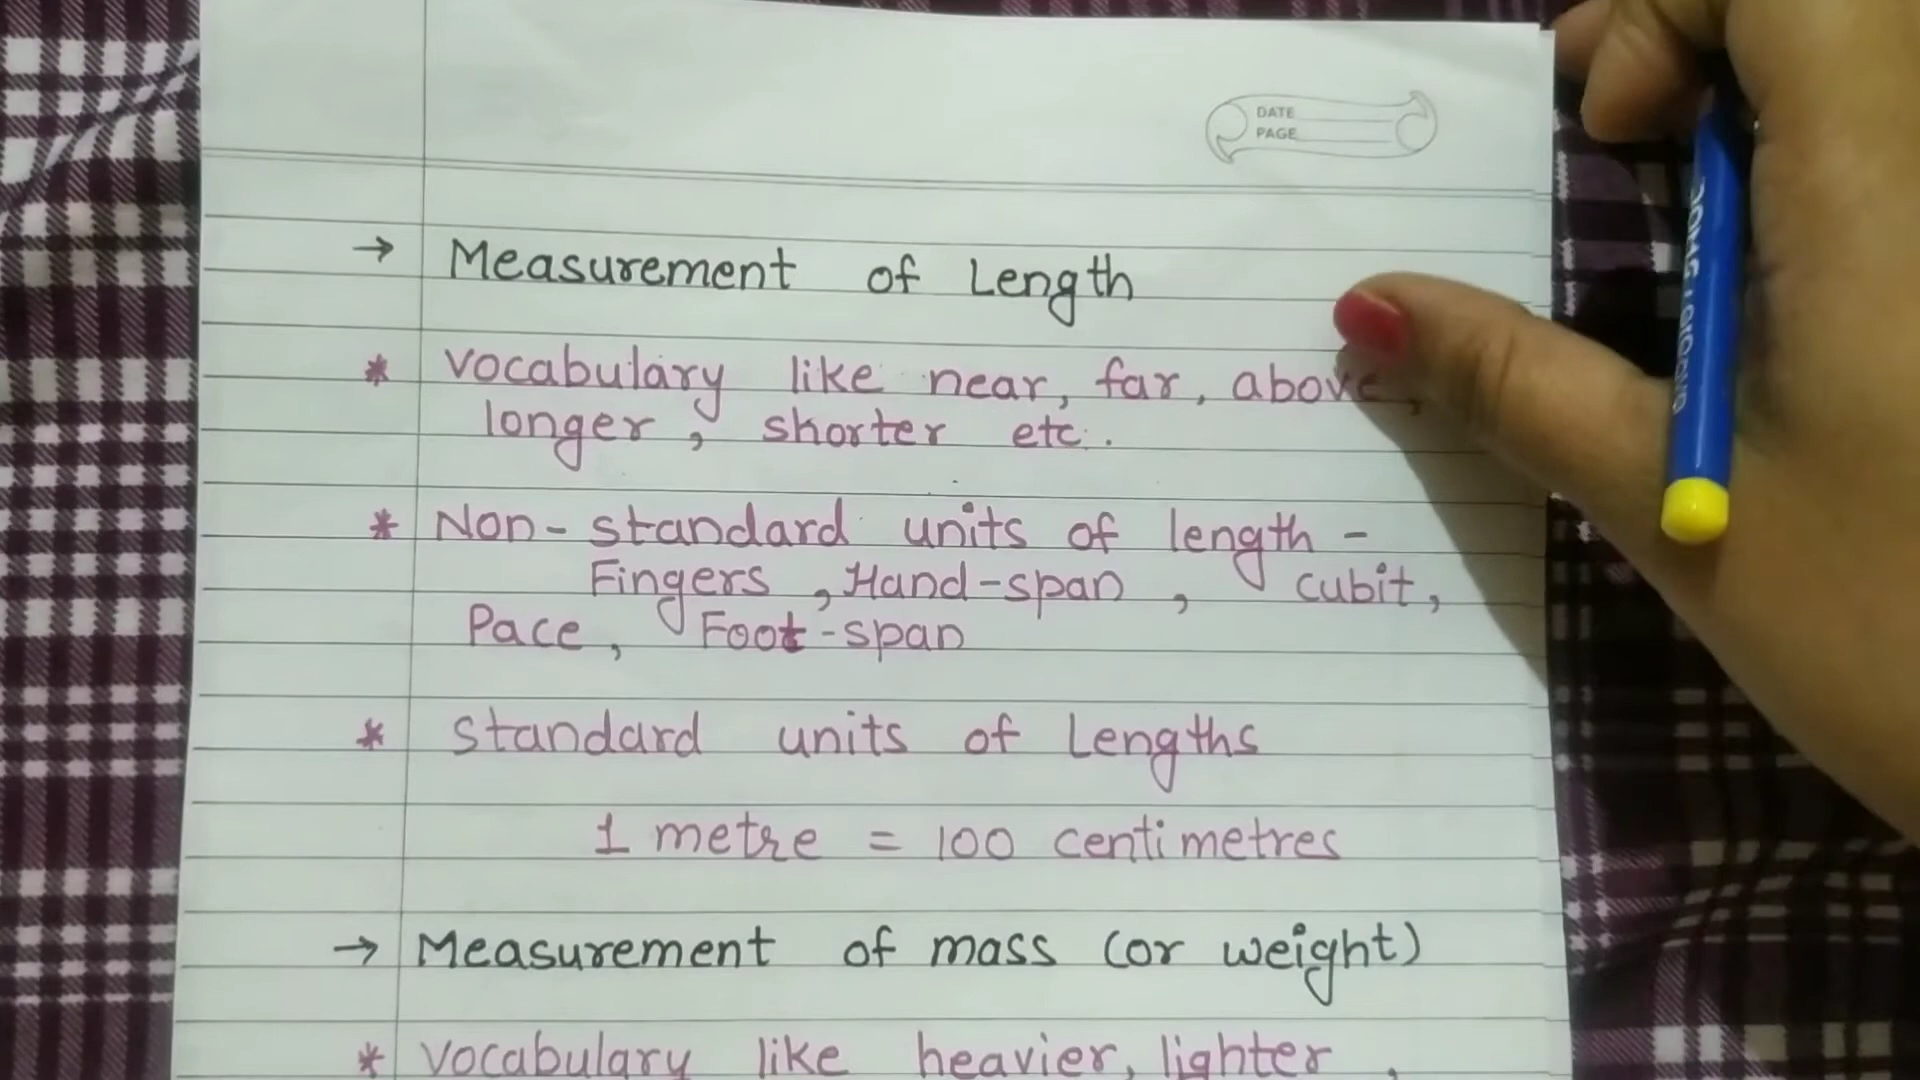 DATE
PAGE
→ Measurement of Length
* Vocabulary like near, far, above,
longer, shorter etc.
* Non-standard units of length -
Fingers, Hand-span, cubit,
Pace, Foot-span
* Standard units of Lengths
1 metre = 100 centimetres
→ Measurement of mass (or weight)
* Vocabulary like heavier, lighter,